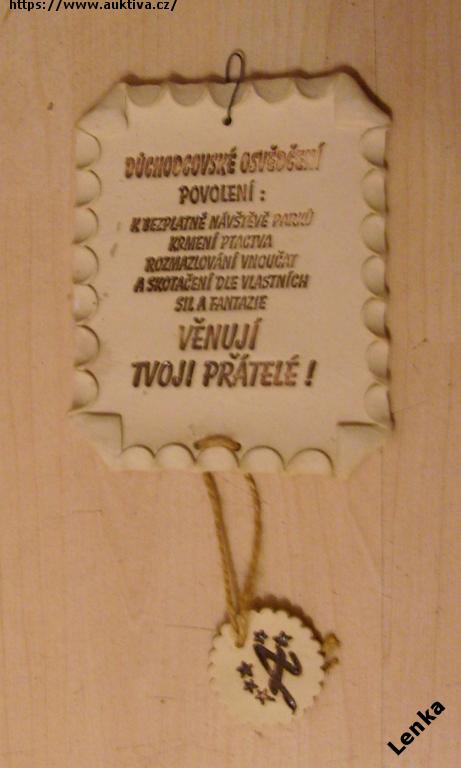 https://www.auktiva.cz/
DŮCHODCOVSKÉ OSVĚDČENÍ
POVOLENÍ :
K BEZPLATNÉ NÁVŠTĚVĚ PARKŮ
KRMENÍ PTACTVA
ROZMAZLOVÁNÍ VNOUČAT
A SKOTAČENÍ DLE VLASTNÍCH
SIL A FANTAZIE
VĚNUJÍ
TVOJI PŘÁTELÉ !
Lenka